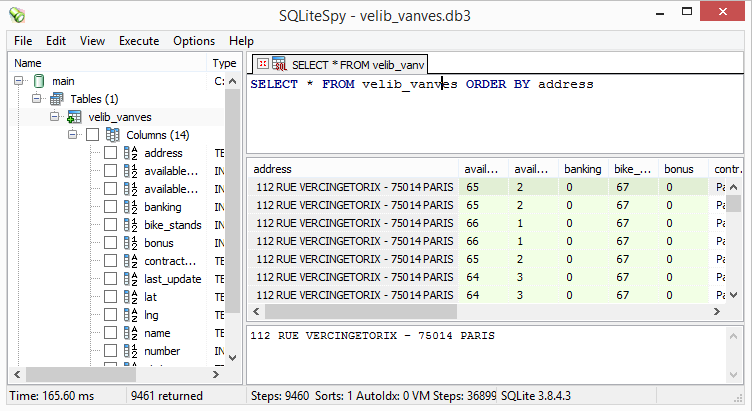 SQLiteSpy - velib_vanves.db3
File Edit View Execute Options Help
Name Type
main C:
Tables (1)
velib_vanves
Columns (14)
address TE
available... IN
available... IN
banking TE
bike_stands IN
bonus TE
contract... TE
last_update IN
lat IN
lng IN
name TE
number IN
SQL SELECT * FROM velib_vanv
SELECT * FROM velib_vanves ORDER BY address
address avail... avail... banking bike_... bonus contr...
112 RUE VERCINGETORIX - 75014 PARIS 65 2 0 67 0 Pa
112 RUE VERCINGETORIX - 75014 PARIS 65 2 0 67 0 Pa
112 RUE VERCINGETORIX - 75014 PARIS 66 1 0 67 0 Pa
112 RUE VERCINGETORIX - 75014 PARIS 66 1 0 67 0 Pa
112 RUE VERCINGETORIX - 75014 PARIS 65 2 0 67 0 Pa
112 RUE VERCINGETORIX - 75014 PARIS 64 3 0 67 0 Pa
112 RUE VERCINGETORIX - 75014 PARIS 64 3 0 67 0 Pa
112 RUE VERCINGETORIX - 75014 PARIS
Time: 165.60 ms 9461 returned Steps: 9460 Sorts: 1 AutoIdx: 0 VM Steps: 36899 SQLite 3.8.4.3